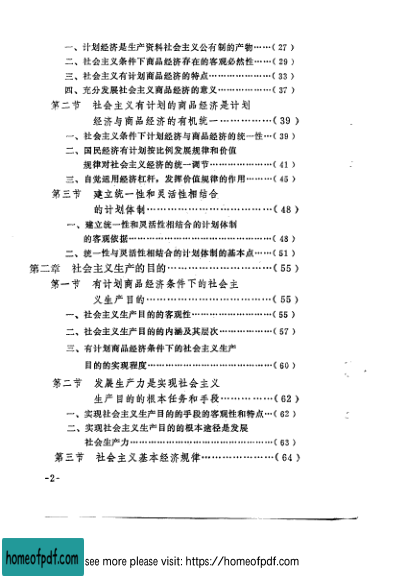 一、计划经济是生产资料社会主义公有制的产物……( 27 )
二、社会主义条件下商品经济存在的客观必然性……( 29 )
三、社会主义有计划商品经济的特点………………( 33 )
四、充分发展社会主义商品经济的意义……………( 37 )
第二节 社会主义有计划的商品经济是计划
经济与商品经济的有机统一……………( 39 )
一、社会主义条件下计划经济与商品经济的统一性…( 39 )
二、国民经济有计划按比例发展规律和价值
规律对社会主义经济的统一调节…………………( 41 )
三、自觉运用经济杠杆，发挥价值规律的作用………( 45 )
第三节 建立统一性和灵活性相结合
的计划体制……………………………( 48 )
一、建立统一性和灵活性相结合的计划体制
的客观依据………………………………………( 48 )
二、统一性与灵活性相结合的计划体制的基本点……( 51 )
第二章 社会主义生产的目的………………………( 55 )
第一节 有计划商品经济条件下的社会主
义生产目的……………………………( 55 )
一、社会主义生产目的的客观性……………………( 55 )
二、社会主义生产目的的内涵及其层次……………( 57 )
三、有计划商品经济条件下的社会主义生产
目的的实现程度……………………………………( 60 )
第二节 发展生产力是实现社会主义
生产目的的根本任务和手段……………( 62 )
一、实现社会主义生产目的的手段的客观性和特点…( 62 )
二、实现社会主义生产目的的根本途径是发展
社会生产力…………………………………………( 63 )
第三节 社会主义基本经济规律…………………( 64 )
-2-
homeofpdf.com
see more please visit: https://homeofpdf.com